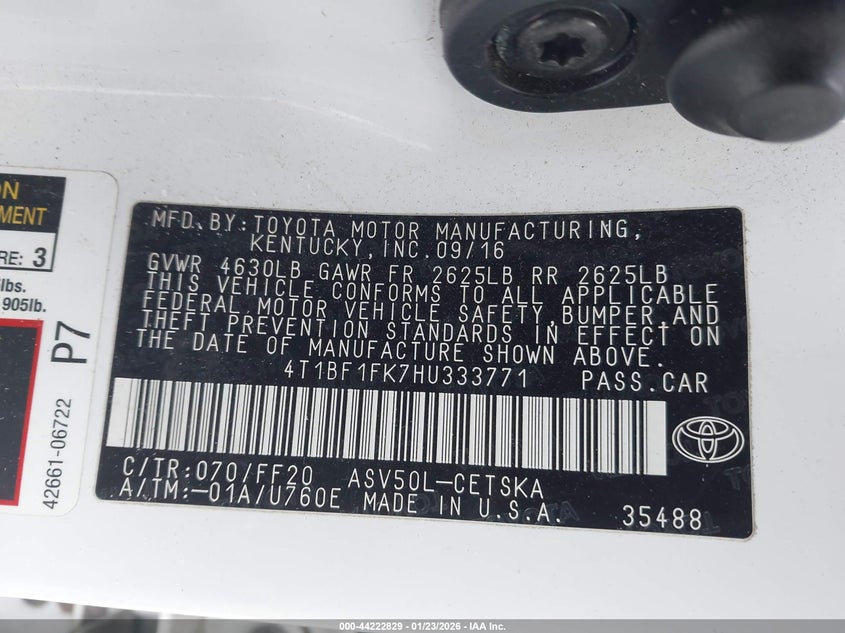 ON
MENT
RE: 3
lbs.
905lb.
P7
42661-06722
MFD.BY:TOYOTA MOTOR MANUFACTURING,
KENTUCKY,INC.09/16
GVWR 4630LB GAWR FR 2625LB RR 2625LB
THIS VEHICLE CONFORMS TO ALL APPLICABLE
FEDERAL MOTOR VEHICLE SAFETY,BUMPER,AND
THEFT PREVENTION STANDARDS IN EFFECT ON
THE DATE OF MANUFACTURE SHOWN ABOVE.
4T1BF1FK7HU333771 PASS.CAR
C/TR:070/FF20 ASV50L-CETSKA
A/TM:-01A/U760E MADE IN U.S.A. 35488
000-44222829 - 01/23/2026 - IAA Inc.